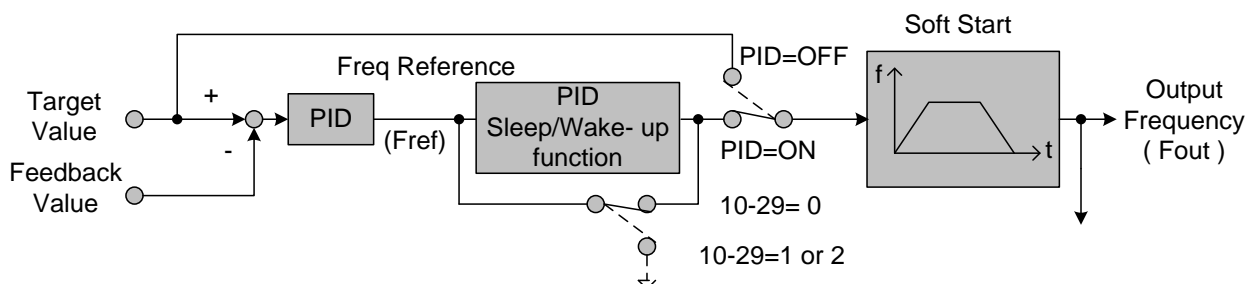 Soft Start
PID=OFF
Freq Reference
f
Target
Value
+
PID
PID
Sleep/Wake- up
function
Output
Frequency
( Fout )
-
(Fref)
PID=ON
t
Feedback
Value
10-29= 0
10-29=1 or 2